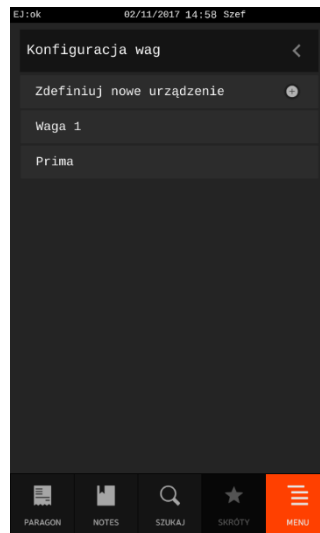 EJ:ok 02/11/2017 14:58 Szef
Konfiguracja wag
Zdefiniuj nowe urządzenie
Waga 1
Prima
PARAGON NOTES SZUKAJ SKRÓTY MENU